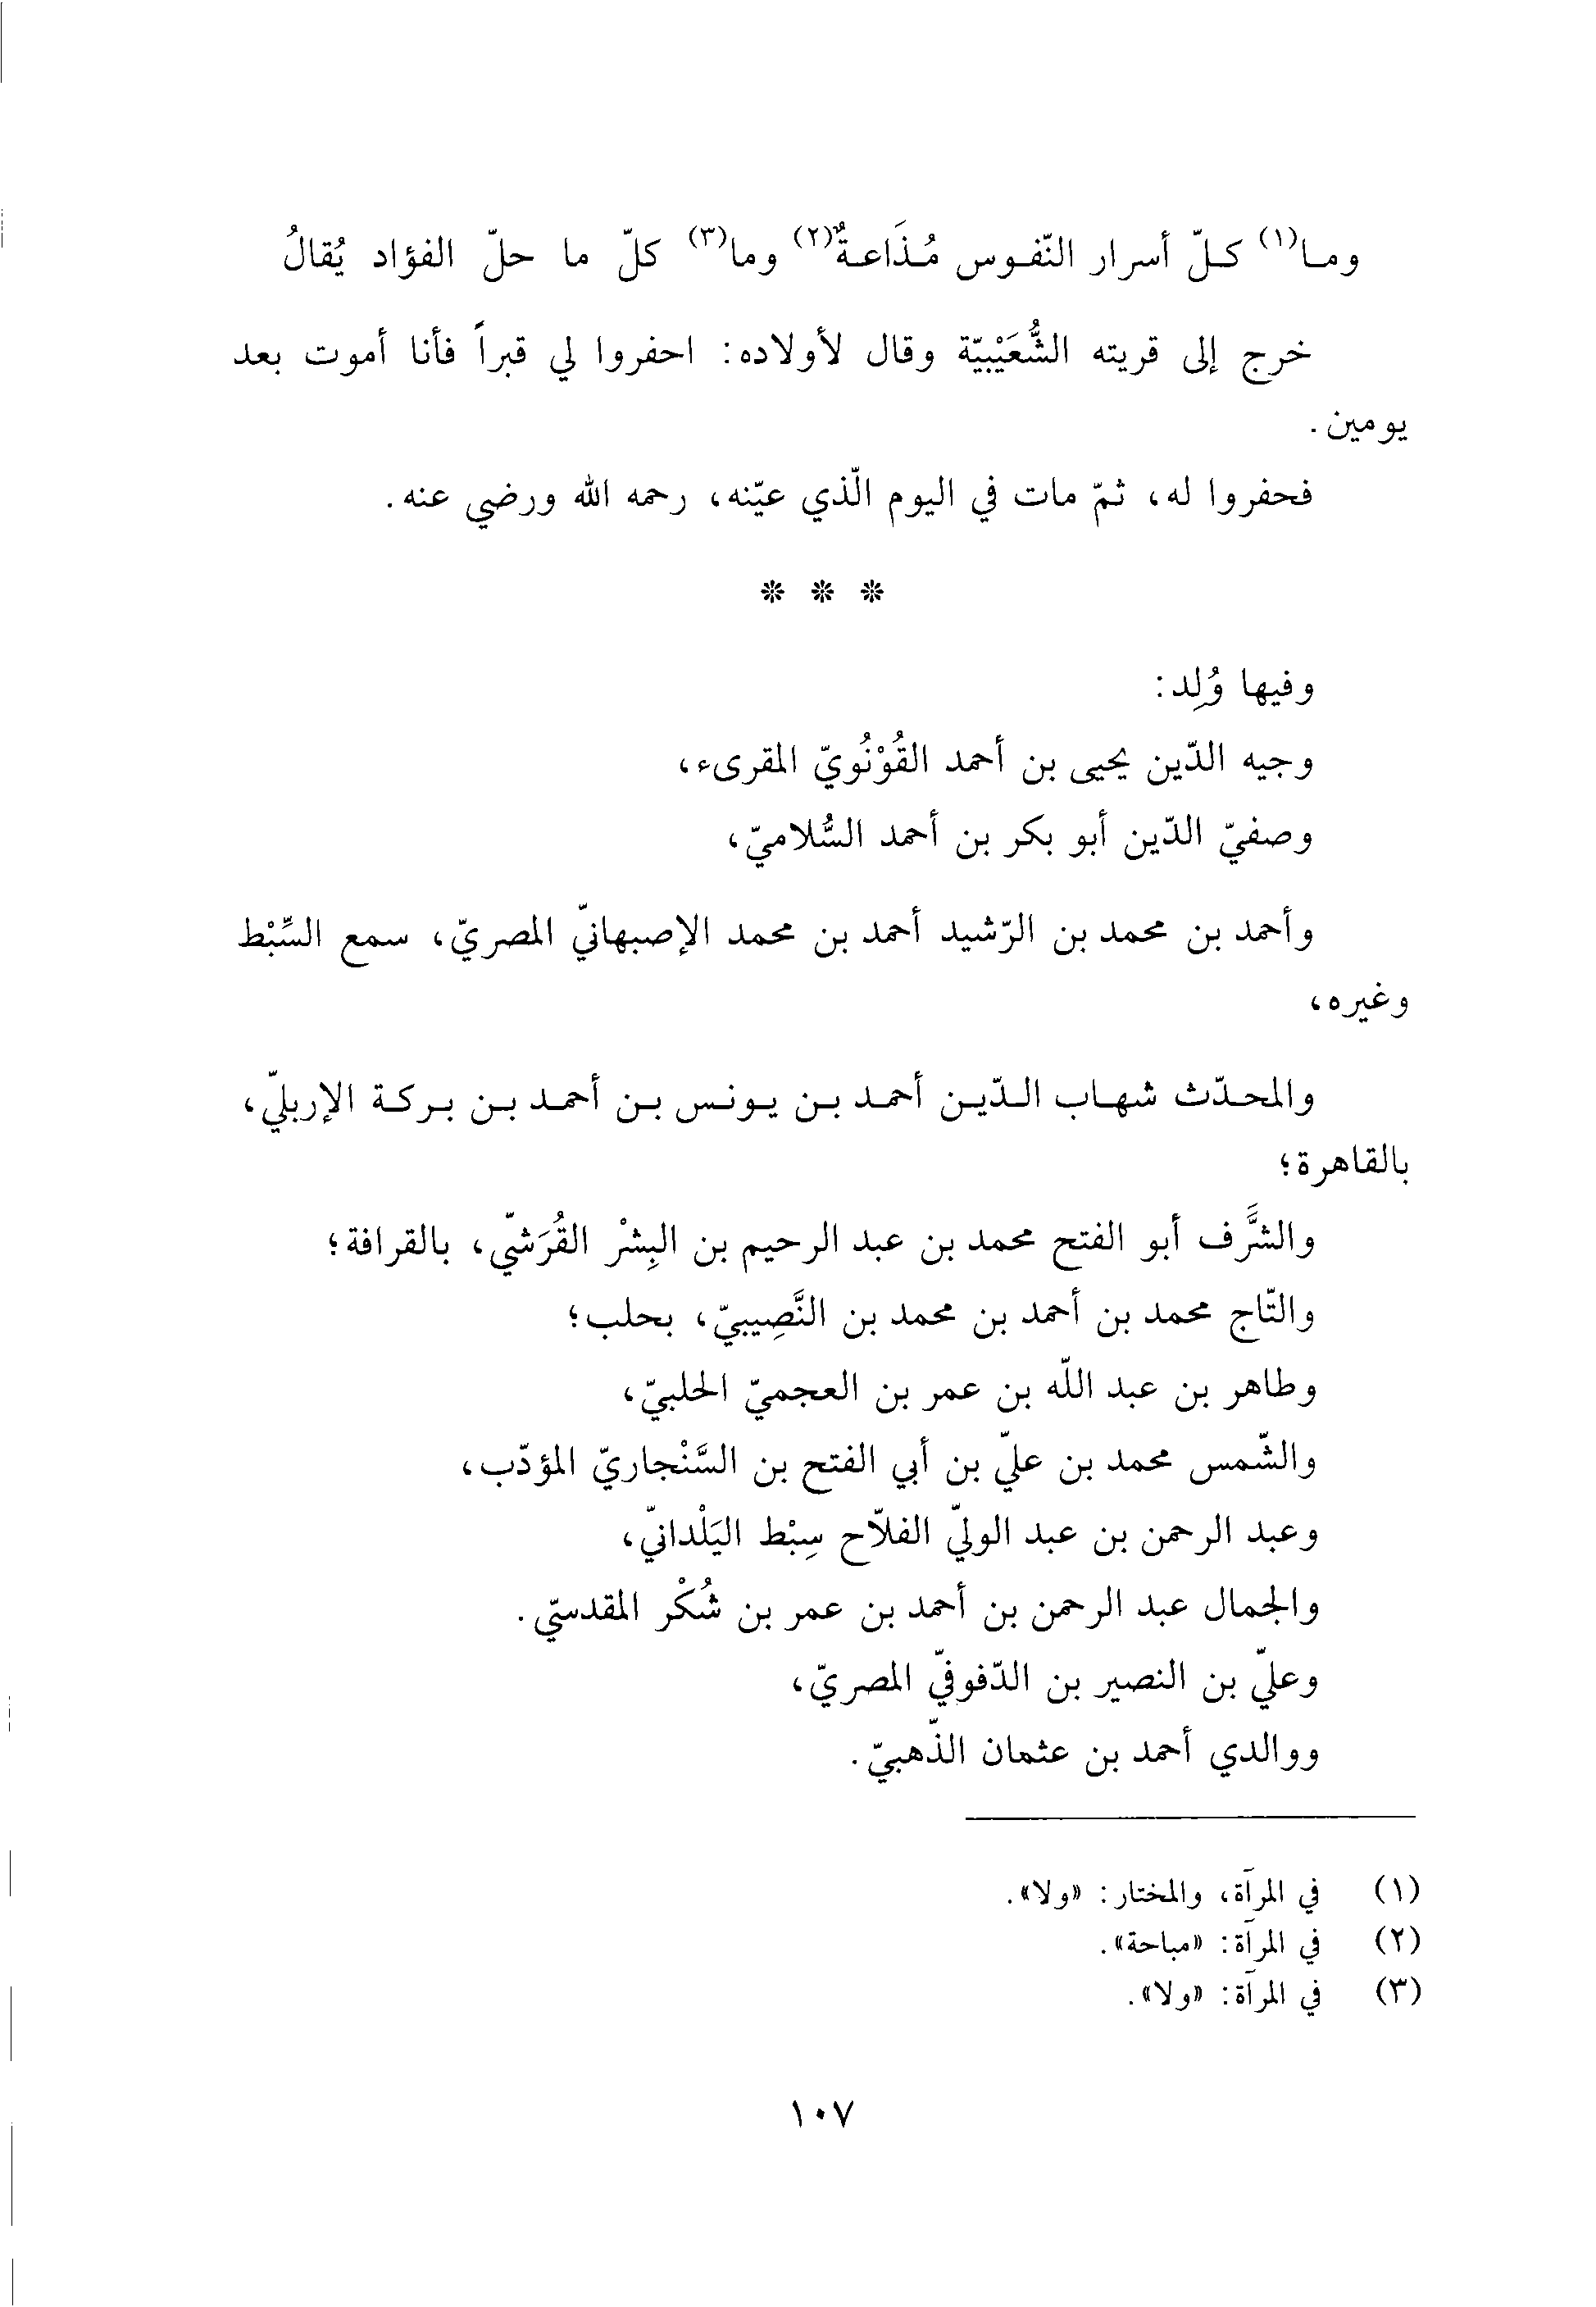 وما(١) كلّ أسرار النّفوس مُذَاعةٌ(٢) وما(٣) كلّ ما حلّ الفؤاد يُقالُ
خرج إلى قريته الشُّعَيْبيّة وقال لأولاده: احفروا لي قبراً فأنا أموت بعد
يومين.
فحفروا له، ثمّ مات في اليوم الّذي عيّنه، رحمه الله ورضي عنه.
* * *
وفيها وُلِد:
وجيه الدّين يحيى بن أحمد القُوْنُويّ المقرىء،
وصفيّ الدّين أبو بكر بن أحمد السُّلاميّ،
وأحمد بن محمد بن الرّشيد أحمد بن محمد الإصبهانيّ المصريّ، سمع السِّبْط
وغيره،
والمحدّث شهاب الدّين أحمد بن يونس بن أحمد بن بركة الإربليّ،
بالقاهرة؛
والشَّرف أبو الفتح محمد بن عبد الرحيم بن البِشْر القُرَشيّ، بالقرافة؛
والتّاج محمد بن أحمد بن محمد بن النَّصِيبيّ، بحلب؛
وطاهر بن عبد اللّه بن عمر بن العجميّ الحلبيّ،
والشّمس محمد بن عليّ بن أبي الفتح بن السَّنْجاريّ المؤدّب،
وعبد الرحمن بن عبد الوليّ الفلاّح سِبْط اليَلْدانيّ،
والجمال عبد الرحمن بن أحمد بن عمر بن شُكْر المقدسيّ.
وعليّ بن النصير بن الدّفوفيّ المصريّ،
ووالدي أحمد بن عثمان الذّهبيّ.
(١) في المرآة، والمختار: «ولا».
(٢) في المرآة: «مباحة».
(٣) في المرآة: «ولا».
١٠٧